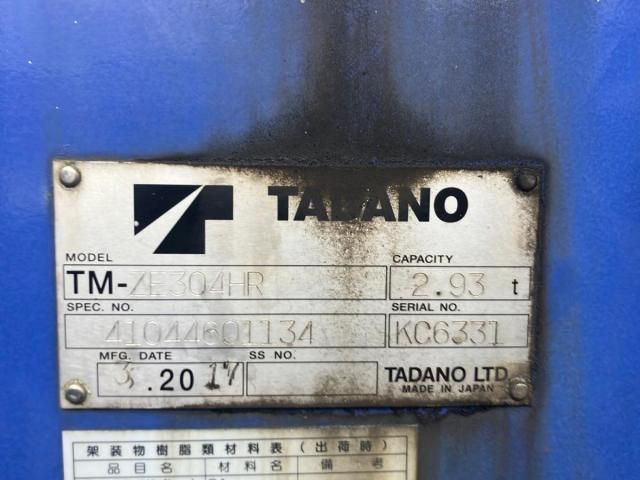 TADANO
MODEL CAPACITY
TM-ZE304HR 2.93 t
SPEC. NO. SERIAL NO.
41044601134 KC6331
MFG. DATE SS NO.
3 .2017 TADANO LTD.
MADE IN JAPAN
架装物樹脂類材料表(出荷時)
品目名 材料名 備考